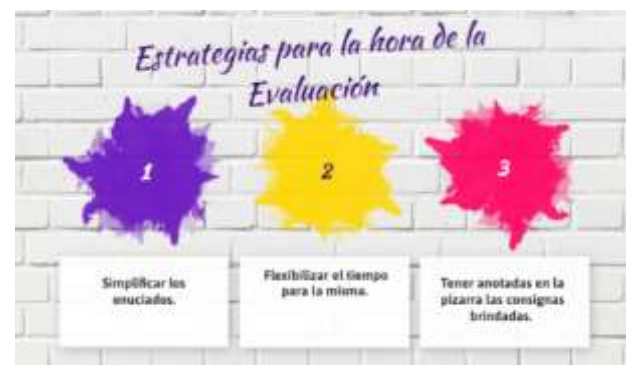 Estrategias para la hora de la
Evaluación
1
2
3
Simplificar los
enuciados.
Flexibilizar el tiempo
para la misma.
Tener anotadas en la
pizarra las consignas
brindadas.